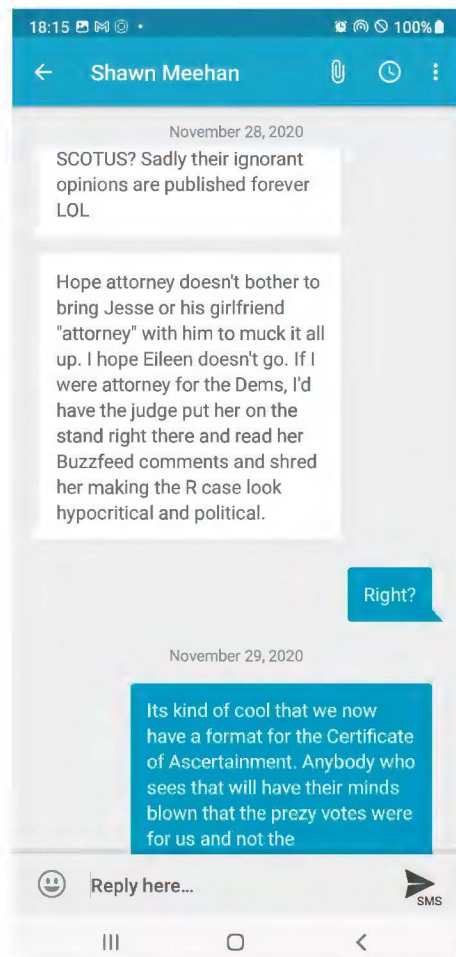 18:15 100%
Shawn Meehan
November 28, 2020
SCOTUS? Sadly their ignorant
opinions are published forever
LOL
Hope attorney doesn't bother to
bring Jesse or his girlfriend
"attorney" with him to muck it all
up. I hope Eileen doesn't go. If I
were attorney for the Dems, I'd
have the judge put her on the
stand right there and read her
Buzzfeed comments and shred
her making the R case look
hypocritical and political.
Right?
November 29, 2020
Its kind of cool that we now
have a format for the Certificate
of Ascertainment. Anybody who
sees that will have their minds
blown that the prezy votes were
for us and not the
Reply here...
SMS